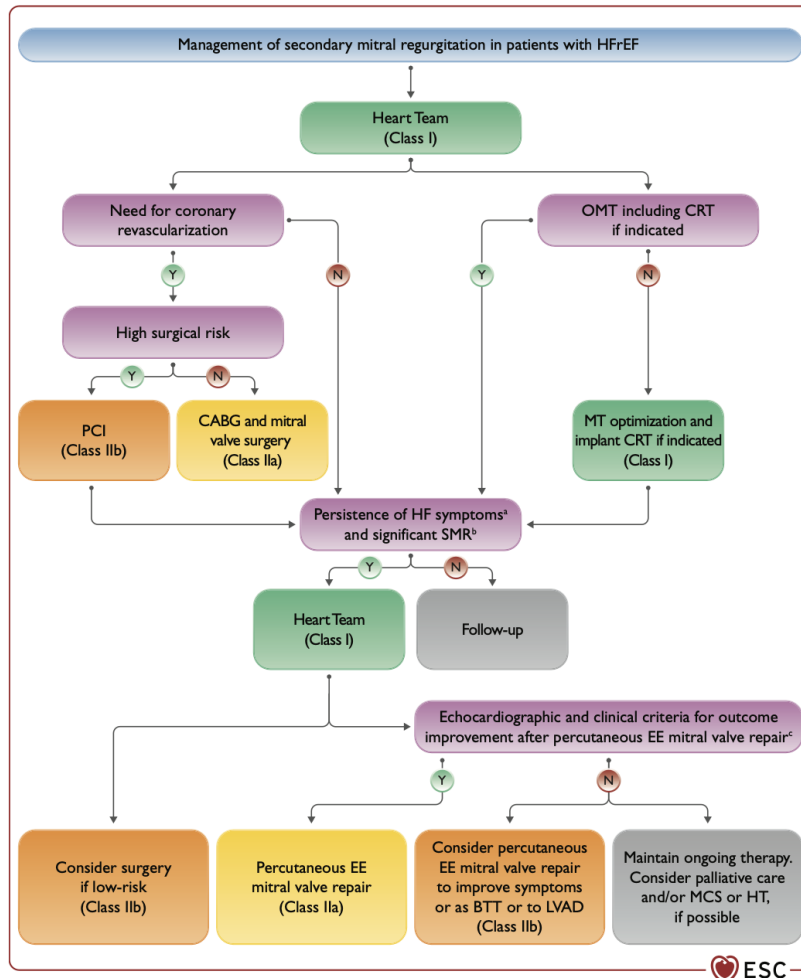 Management of secondary mitral regurgitation in patients with HFrEF
Heart Team
(Class I)
Need for coronary
revascularization
OMT including CRT
if indicated
Y
N
Y
N
High surgical risk
Y
N
PCI
(Class IIb)
CABG and mitral
valve surgery
(Class IIa)
MT optimization and
implant CRT if indicated
(Class I)
Persistence of HF symptomsᵃ
and significant SMRᵇ
Y
N
Heart Team
(Class I)
Follow-up
Echocardiographic and clinical criteria for outcome
improvement after percutaneous EE mitral valve repairᶜ
Y
N
Consider surgery
if low-risk
(Class IIb)
Percutaneous EE
mitral valve repair
(Class IIa)
Consider percutaneous
EE mitral valve repair
to improve symptoms
or as BTT or to LVAD
(Class IIb)
Maintain ongoing therapy.
Consider palliative care
and/or MCS or HT,
if possible
ESC